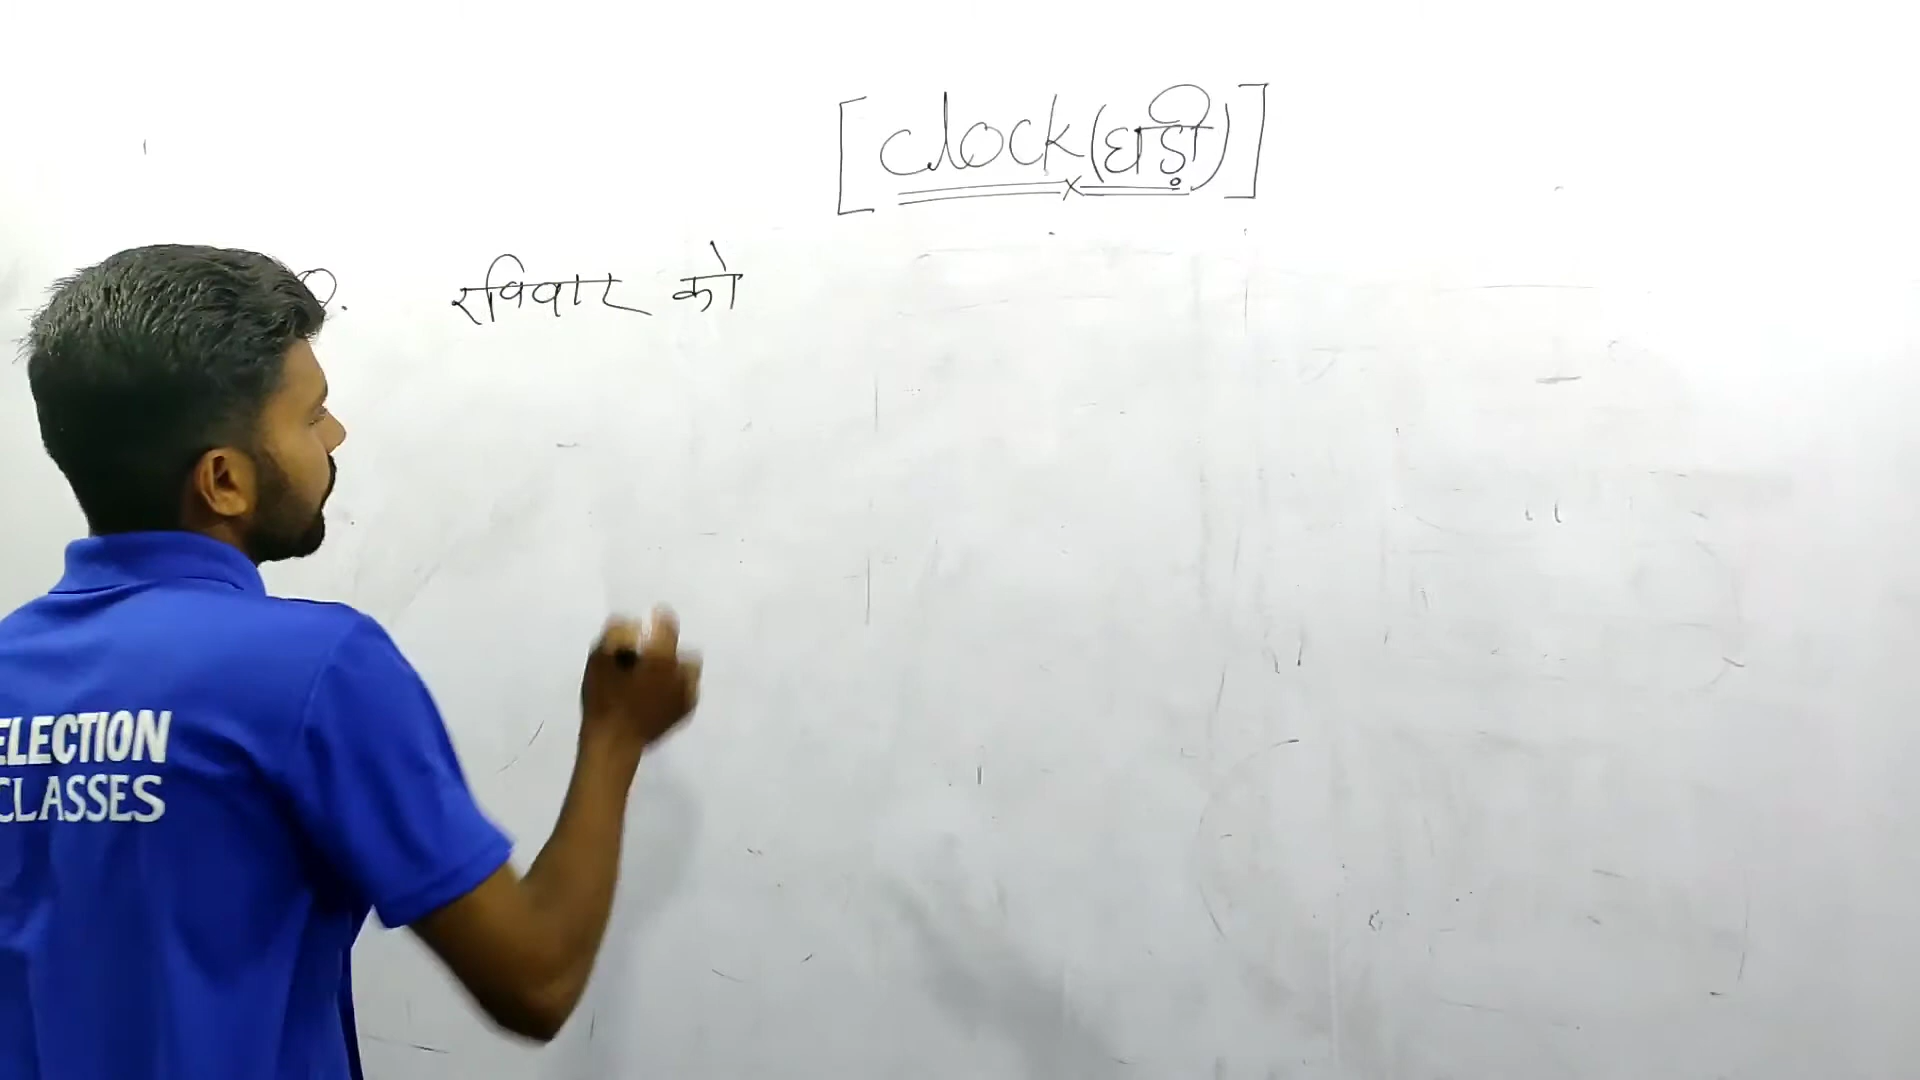 [ Clock (घड़ी) ]
Q. रविवार को
ELECTION
CLASSES